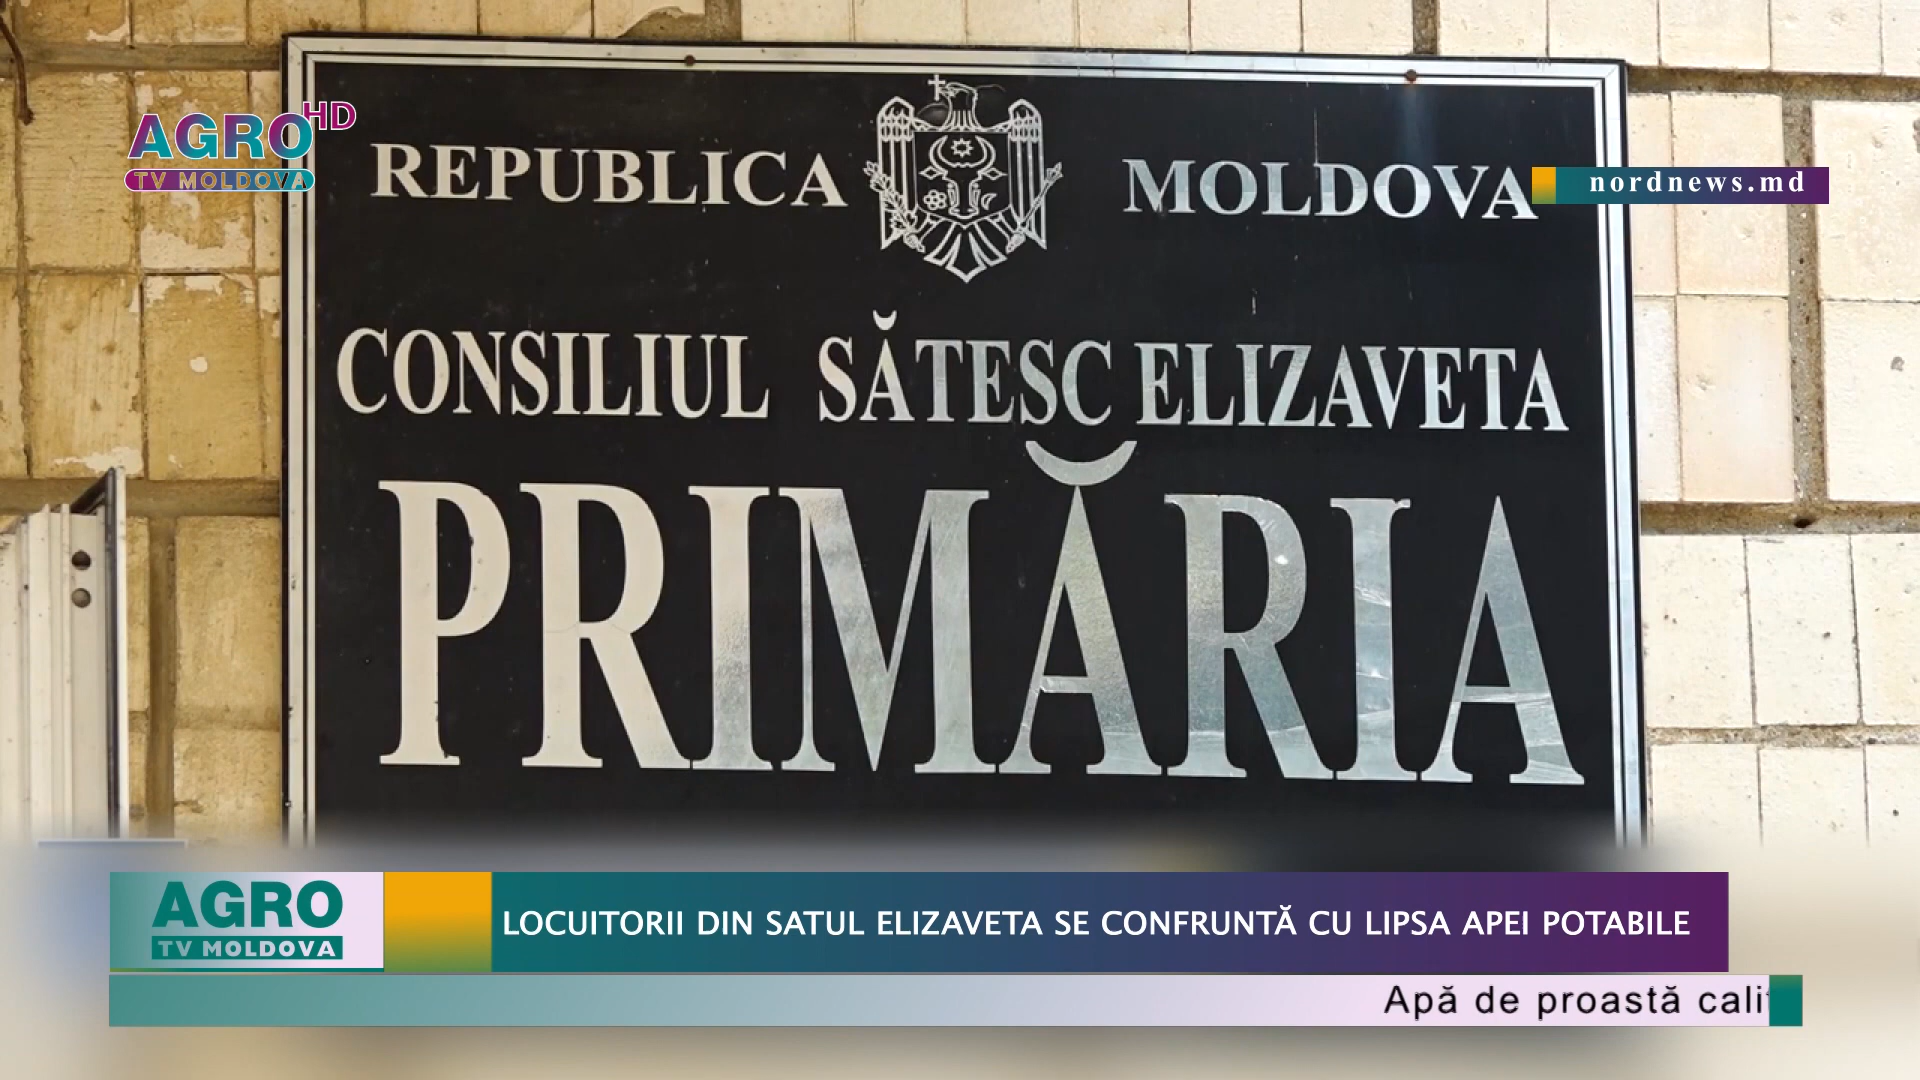 AGRO HD
TV MOLDOVA
nordnews.md
REPUBLICA MOLDOVA
CONSILIUL SĂTESC ELIZAVETA
PRIMĂRIA
AGRO
TV MOLDOVA
LOCUITORII DIN SATUL ELIZAVETA SE CONFRUNTĂ CU LIPSA APEI POTABILE
Apă de proastă cali